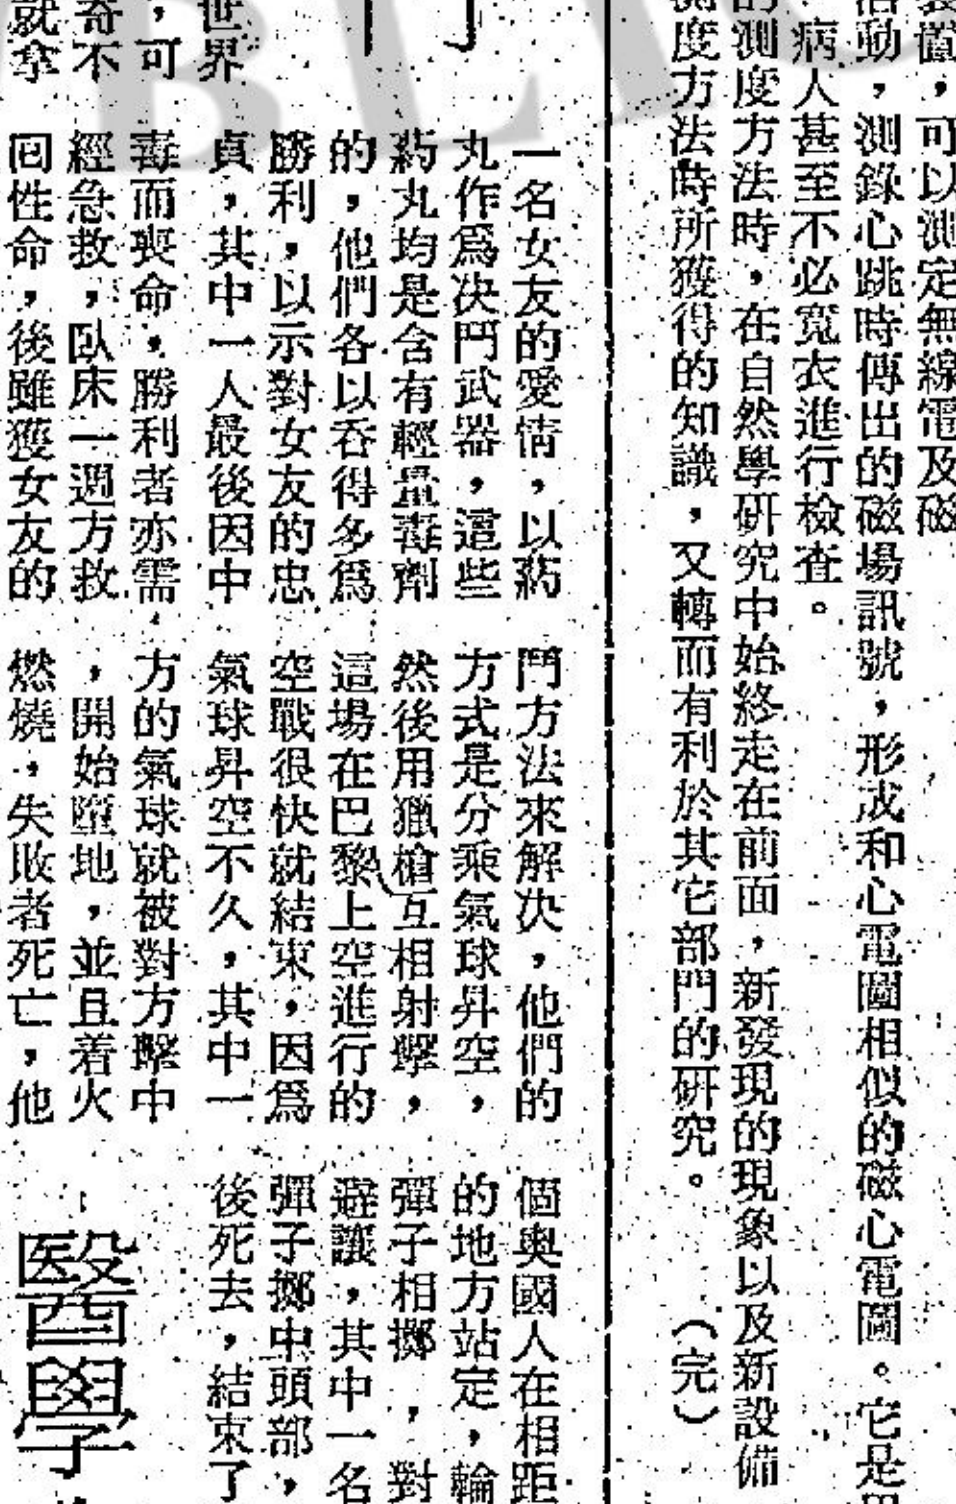 裝置，可以測定無線電及磁
活動，測錄心跳時傳出的磁場訊號，形成和心電圖相似的磁心電圖。它是
病人甚至不必寬衣進行檢查。
的測度方法時，在自然學研究中始終走在前面，新發現的現象以及新設備
測度方法時所獲得的知識，又轉而有利於其它部門的研究。　（完）
世界
，可
奇不
就拿
一名女友的愛情，以葯
丸作爲决鬥武器，這些
葯丸均是含有輕量毒劑
的，他們各以吞得多爲
勝利，以示對女友的忠
貞，其中一人最後因中
毒而喪命，勝利者亦需
經急救，臥床一週方救
回性命，後雖獲女友的
鬥方法來解决，他們的
方式是分乘氣球昇空，
然後用獵槍互相射擊，
這場在巴黎上空進行的
空戰很快就結束，因爲
氣球昇空不久，其中一
方的氣球就被對方擊中
，開始墮地，並且着火
燃燒，失敗者死亡，他
個奥國人在相距
的地方站定，輪
彈子相擲，對
避讓，其中一名
彈子擲中頭部，
後死去，結束了
醫學